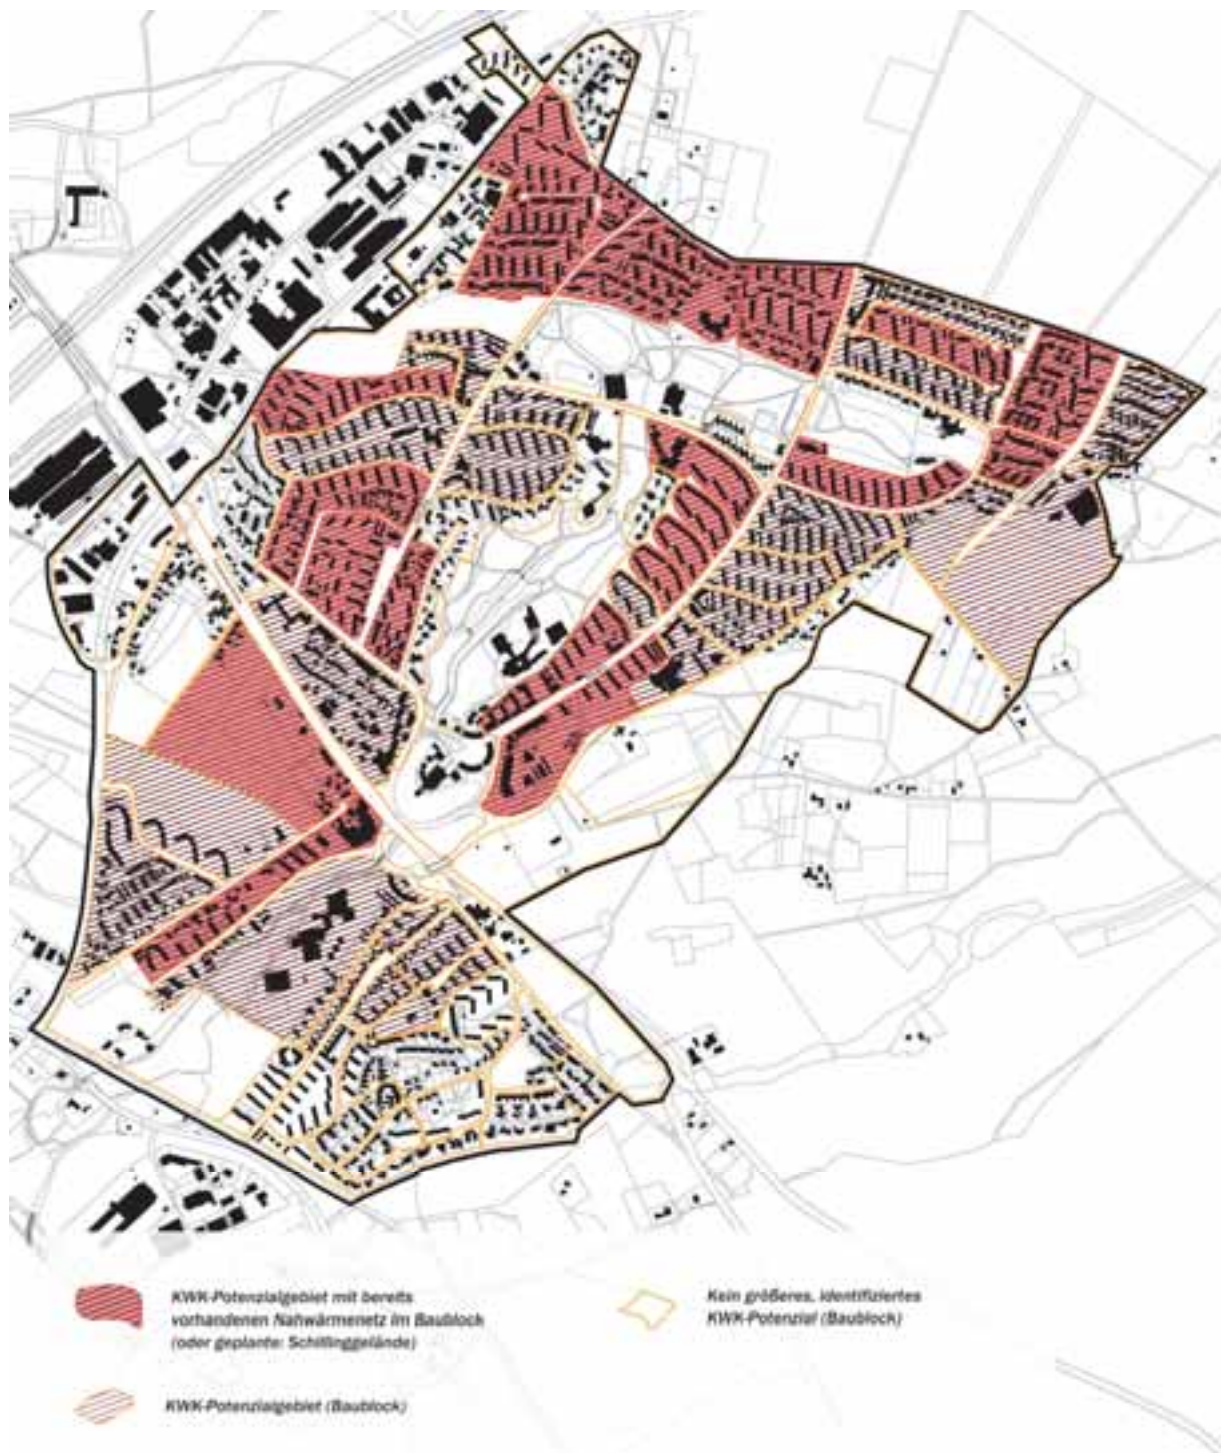 KWK-Potenzialgebiet mit bereits
vorhandenen Nahwärmenetz im Baublock
(oder geplante: Schillinggelände)
KWK-Potenzialgebiet (Baublock)
Kein größeres, identifiziertes
KWK-Potenzial (Baublock)